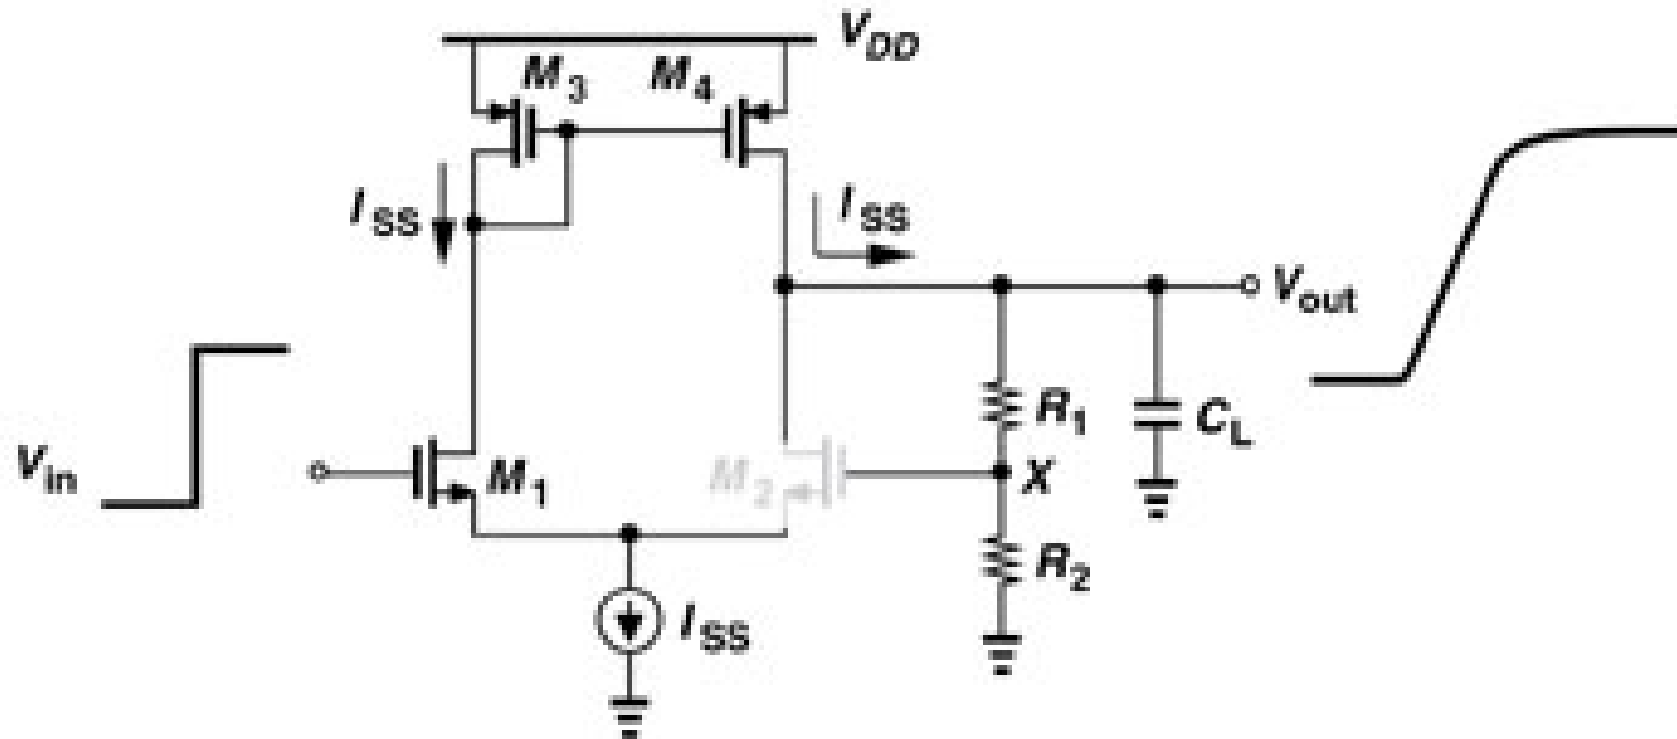 V_DD
M_3
M_4
I_SS
I_SS
V_out
R_1
C_L
V_in
M_1
M_2
X
R_2
I_SS